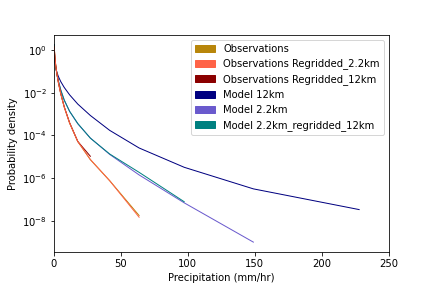 Observations
Observations Regridded_2.2km
Observations Regridded_12km
Model 12km
Model 2.2km
Model 2.2km_regridded_12km
Probability density
10⁰
10⁻²
10⁻⁴
10⁻⁶
10⁻⁸
0 50 100 150 200 250
Precipitation (mm/hr)